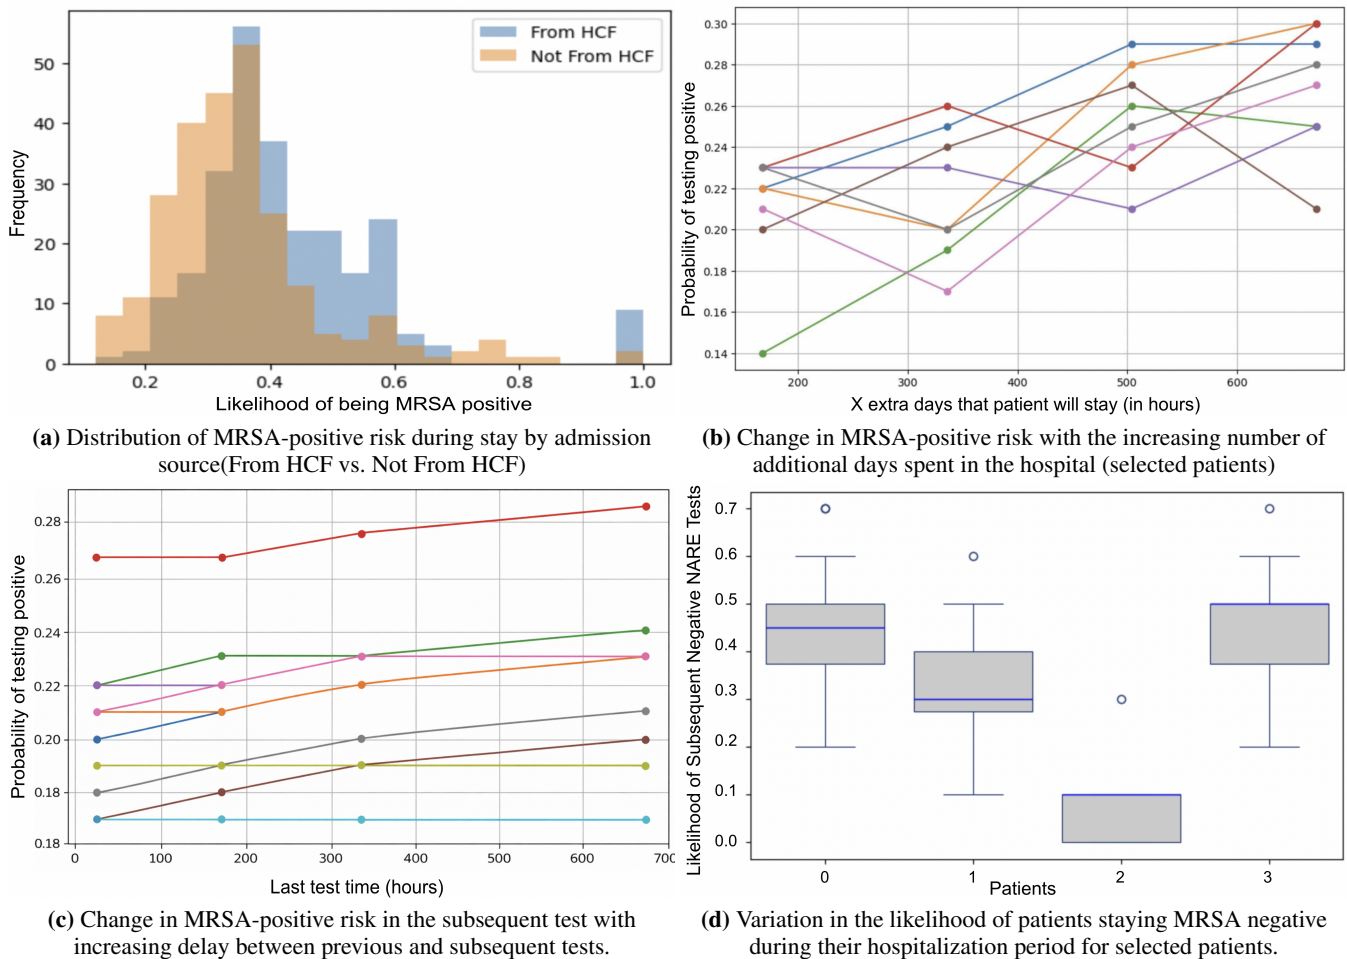 From HCF
Not From HCF
Frequency
50
40
30
20
10
0
0.2 0.4 0.6 0.8 1.0
Likelihood of being MRSA positive
(a) Distribution of MRSA-positive risk during stay by admission
source(From HCF vs. Not From HCF)
Probability of testing positive
0.30
0.28
0.26
0.24
0.22
0.20
0.18
0.16
0.14
200 300 400 500 600
X extra days that patient will stay (in hours)
(b) Change in MRSA-positive risk with the increasing number of
additional days spent in the hospital (selected patients)
Probability of testing positive
0.28
0.26
0.24
0.22
0.20
0.18
0.18
0 100 200 300 400 500 600 700
Last test time (hours)
(c) Change in MRSA-positive risk in the subsequent test with
increasing delay between previous and subsequent tests.
Likelihood of Subsequent Negative NARE Tests
0.7
0.6
0.5
0.4
0.3
0.2
0.1
0.0
0 1 2 3
Patients
(d) Variation in the likelihood of patients staying MRSA negative
during their hospitalization period for selected patients.